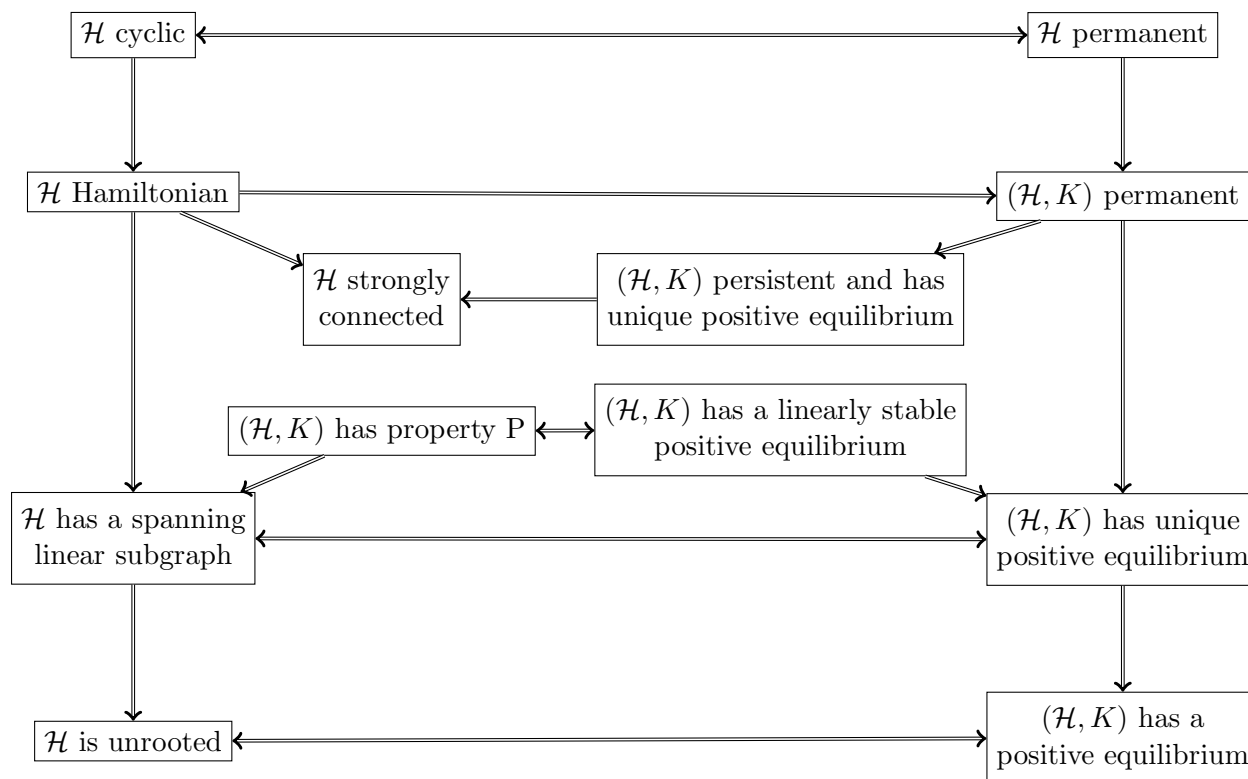 ℋ cyclic
ℋ permanent
ℋ Hamiltonian
(ℋ, K) permanent
ℋ strongly
connected
(ℋ, K) persistent and has
unique positive equilibrium
(ℋ, K) has property P
(ℋ, K) has a linearly stable
positive equilibrium
ℋ has a spanning
linear subgraph
(ℋ, K) has unique
positive equilibrium
ℋ is unrooted
(ℋ, K) has a
positive equilibrium